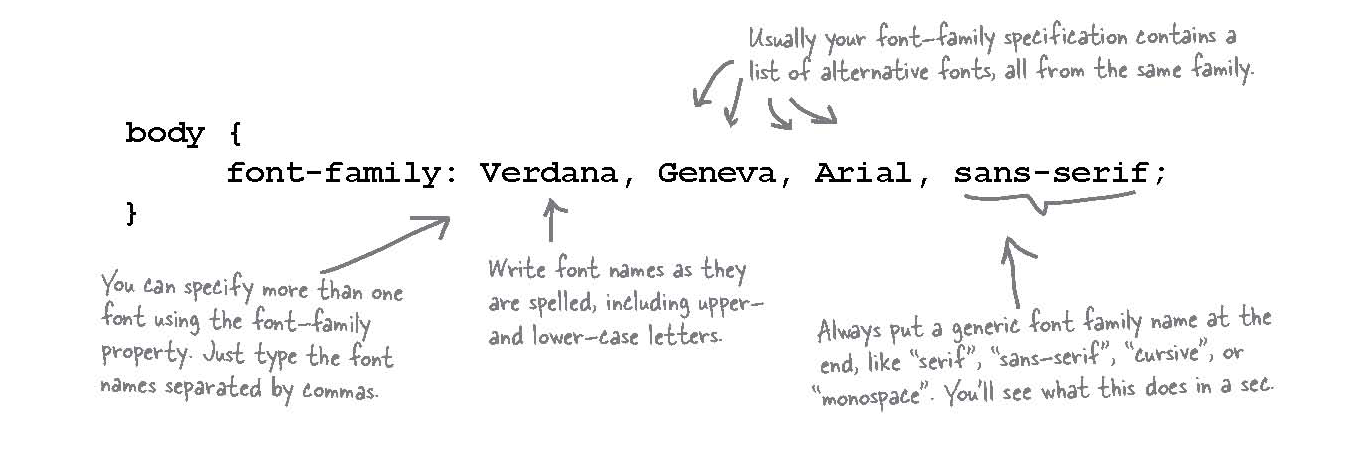 Usually your font-family specification contains a
list of alternative fonts, all from the same family.
body {
font-family: Verdana, Geneva, Arial, sans-serif;
}
You can specify more than one
font using the font-family
property. Just type the font
names separated by commas.
Write font names as they
are spelled, including upper-
and lower-case letters.
Always put a generic font family name at the
end, like “serif”, “sans-serif”, “cursive”, or
“monospace”. You'll see what this does in a sec.